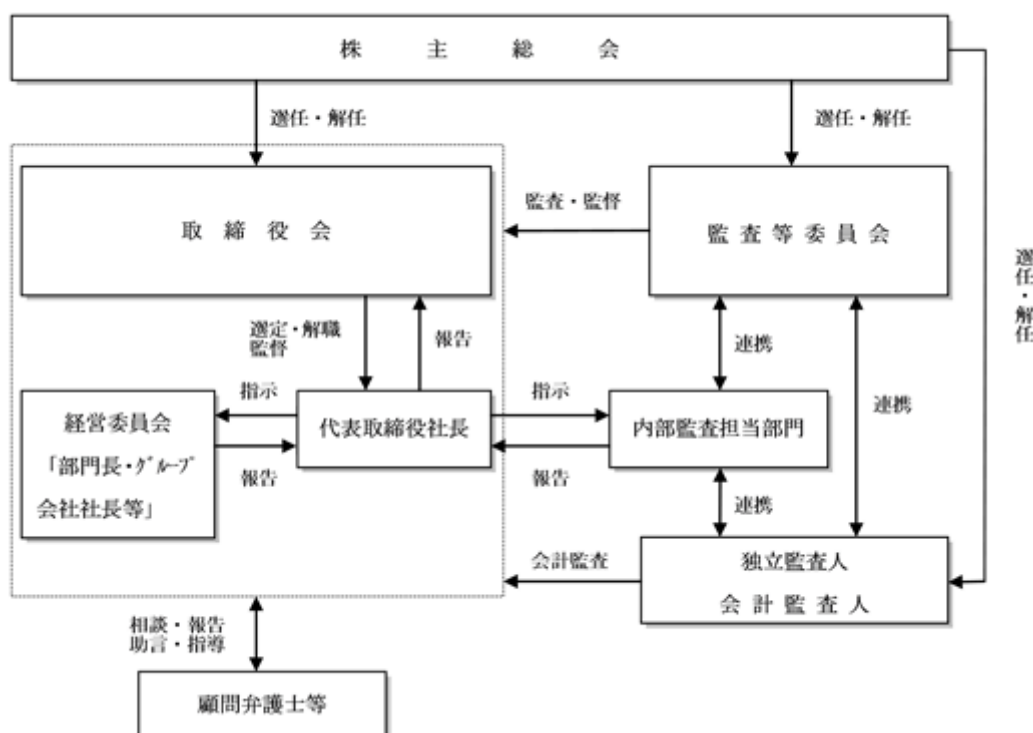 株主総会
選任・解任
選任・解任
取締役会
監査・監督
監査等委員会
選任・解任
選定・解職
監督
報告
連携
連携
経営委員会
「部門長・グループ
会社社長等」
指示
報告
代表取締役社長
指示
報告
内部監査担当部門
連携
会計監査
独立監査人
会計監査人
相談・報告
助言・指導
顧問弁護士等